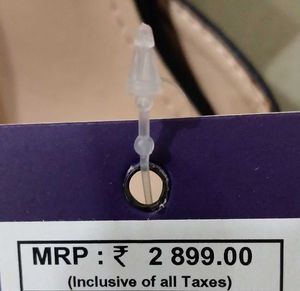 MRP : ₹ 2 899.00
(Inclusive of all Taxes)